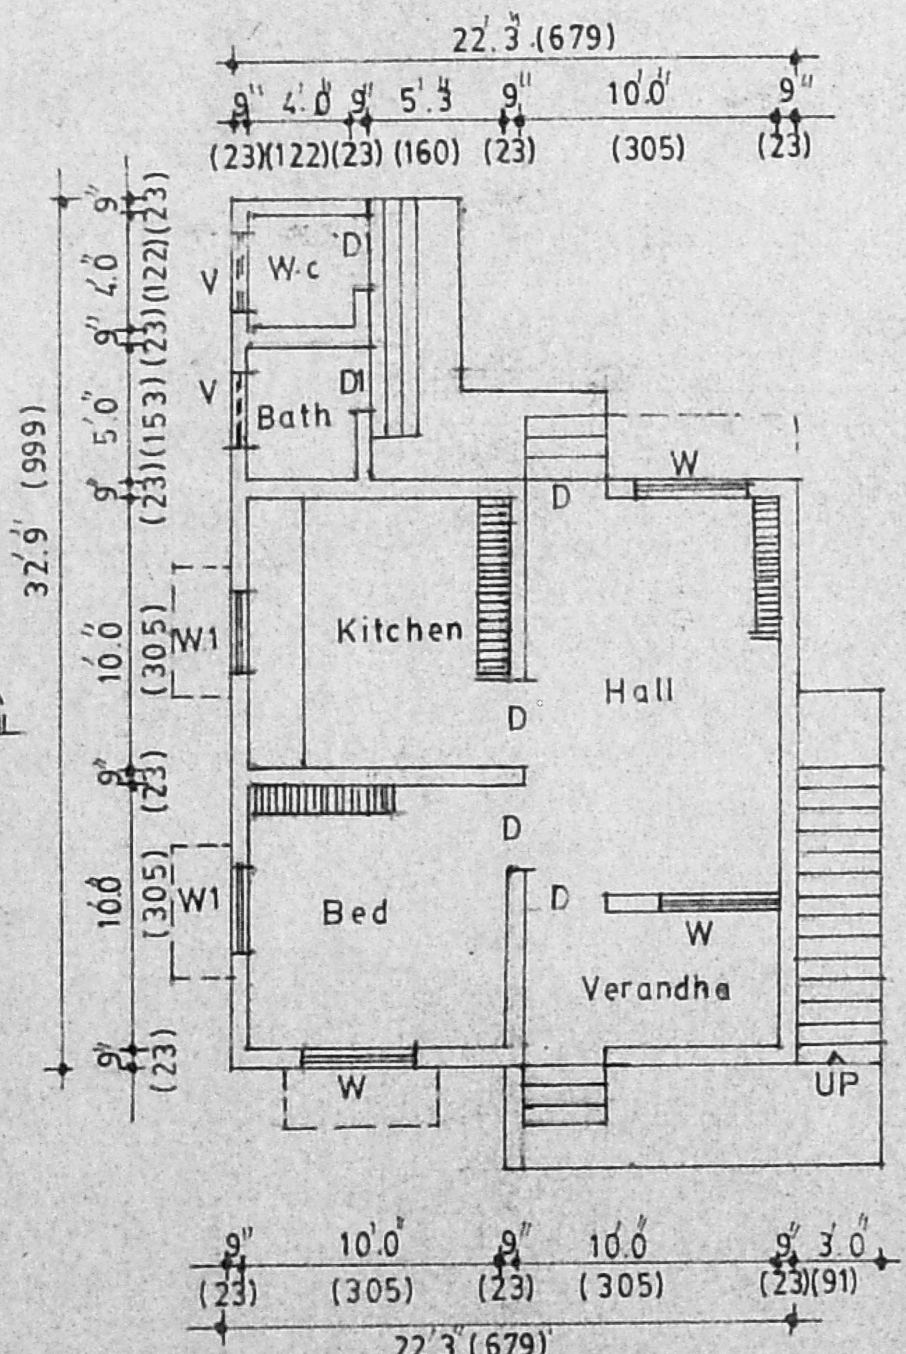 22'.3" (679)
9" 4'.0" 9" 5'.3" 9" 10'.0" 9"
(23)(122)(23) (160) (23) (305) (23)
32'.9" (999)
9" (23)
4'.0" (122)
9" (23)
5'.0" (153)
9" (23)
10'.0" (305)
9" (23)
10'.0" (305)
9" (23)
V
W.c
D1
V
Bath
D1
W
D
Kitchen
W1
Hall
D
D
W1
Bed
D
W
Verandha
W
UP
9" 10'.0" 9" 10'.0" 9" 3'.0"
(23) (305) (23) (305) (23)(91)
22'3" (679)